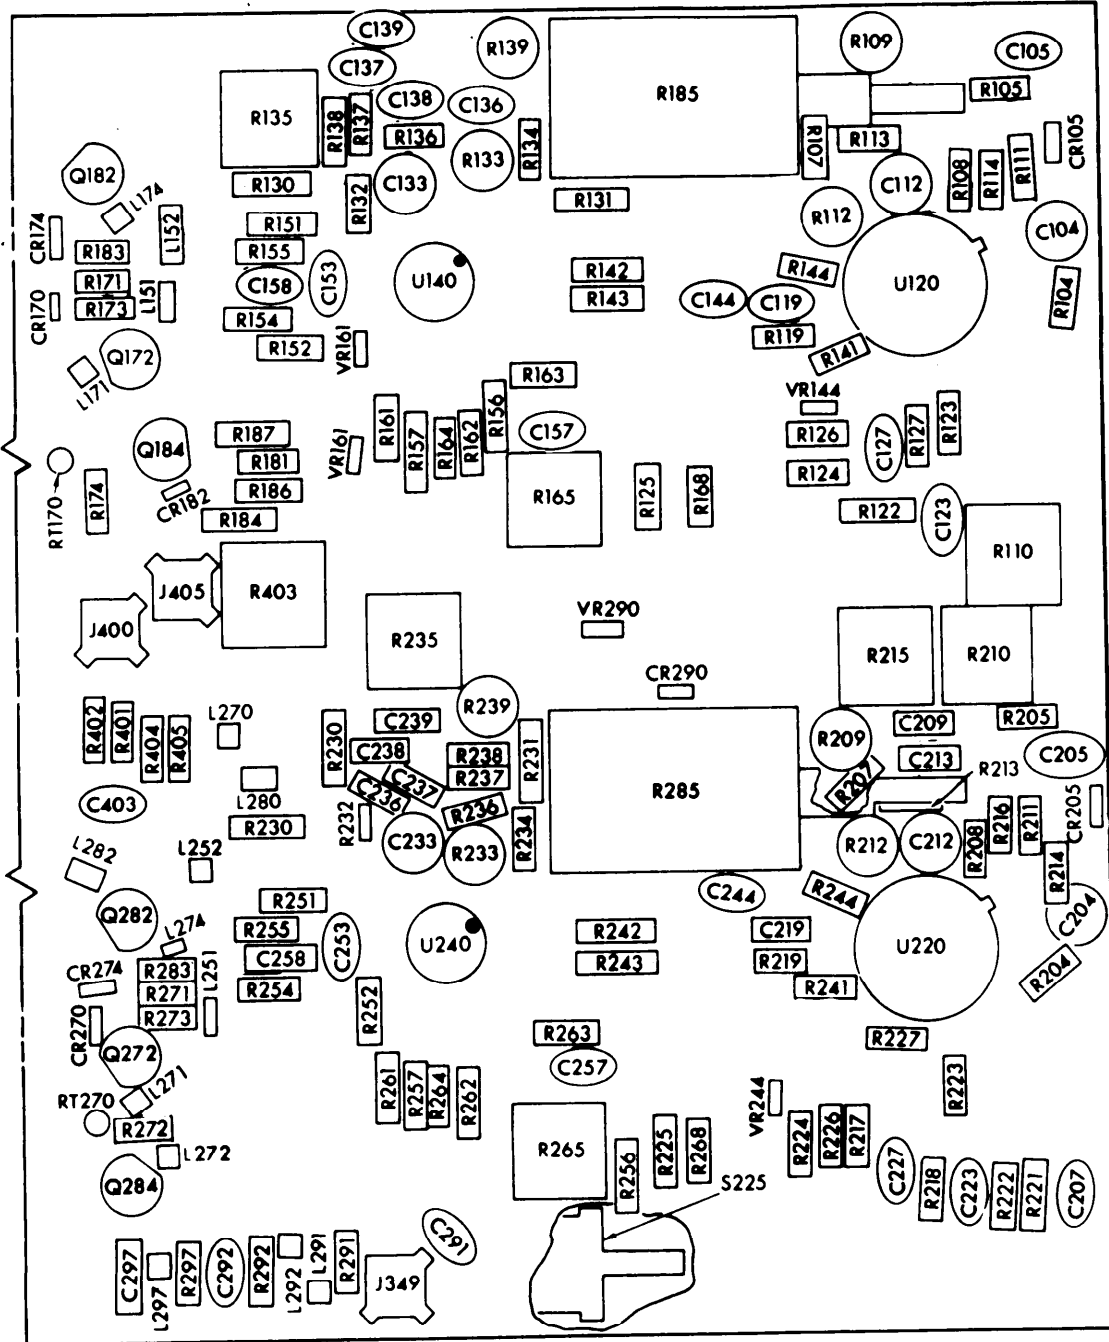 C139
R139
R109
C105
C137
R185
R105
C138
C136
R135
R138
R137
R136
R134
R107
R113
CR105
R133
R108
R114
R111
Q182
R130
R132
C133
R131
C112
L174
R112
C104
CR174
L152
R151
R183
R155
R144
R142
U140
U120
R171
C158
C153
R143
C144
C119
R104
CR170
R173
L151
R154
R119
VR161
R152
R141
Q172
L171
R163
VR144
R156
R161
R157
R164
R162
C157
R126
C127
R127
R123
Q184
R187
R181
VR161
R124
R165
R125
R168
RT170
R174
CR182
R186
R184
R122
C123
R110
J405
R403
J400
VR290
R235
R215
R210
CR290
R239
R402
R401
R404
R405
L270
R230
C239
R231
C209
R205
R209
C238
R238
C213
R213
C205
C237
R237
R285
R207
L280
C236
C403
R236
R216
R211
CR205
R230
R232
C233
R233
R234
R212
C212
R208
R214
L282
L252
R251
C244
R244
C204
Q282
R255
L274
C253
U240
R242
C219
U220
C258
R243
R219
R204
CR274
R283
L251
R271
R254
R241
R273
R252
CR270
R263
R227
Q272
C257
R261
R257
R264
R262
R223
L271
VR244
RT270
R272
R265
R256
R225
R268
R224
R226
R217
L272
S225
C227
R218
C223
R222
R221
C207
Q284
C291
C297
L297
R297
C292
R292
L292
L291
R291
J349